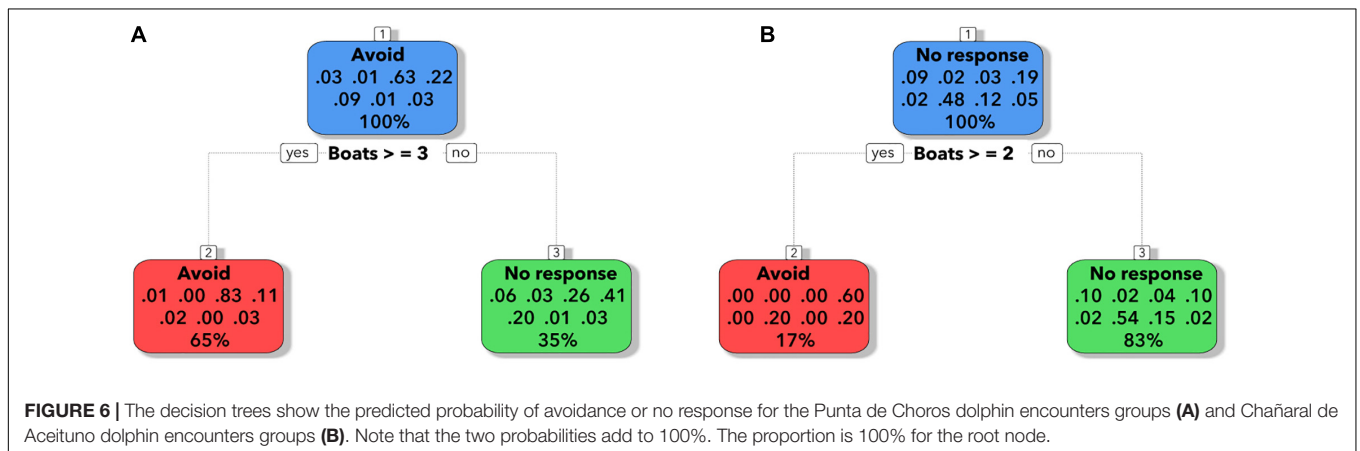 A
1
Avoid
.03 .01 .63 .22
.09 .01 .03
100%
yes Boats > = 3 no
2
Avoid
.01 .00 .83 .11
.02 .00 .03
65%
3
No response
.06 .03 .26 .41
.20 .01 .03
35%
B
1
No response
.09 .02 .03 .19
.02 .48 .12 .05
100%
yes Boats > = 2 no
2
Avoid
.00 .00 .00 .60
.00 .20 .00 .20
17%
3
No response
.10 .02 .04 .10
.02 .54 .15 .02
83%
FIGURE 6 | The decision trees show the predicted probability of avoidance or no response for the Punta de Choros dolphin encounters groups (A) and Chañaral de
Aceituno dolphin encounters groups (B). Note that the two probabilities add to 100%. The proportion is 100% for the root node.